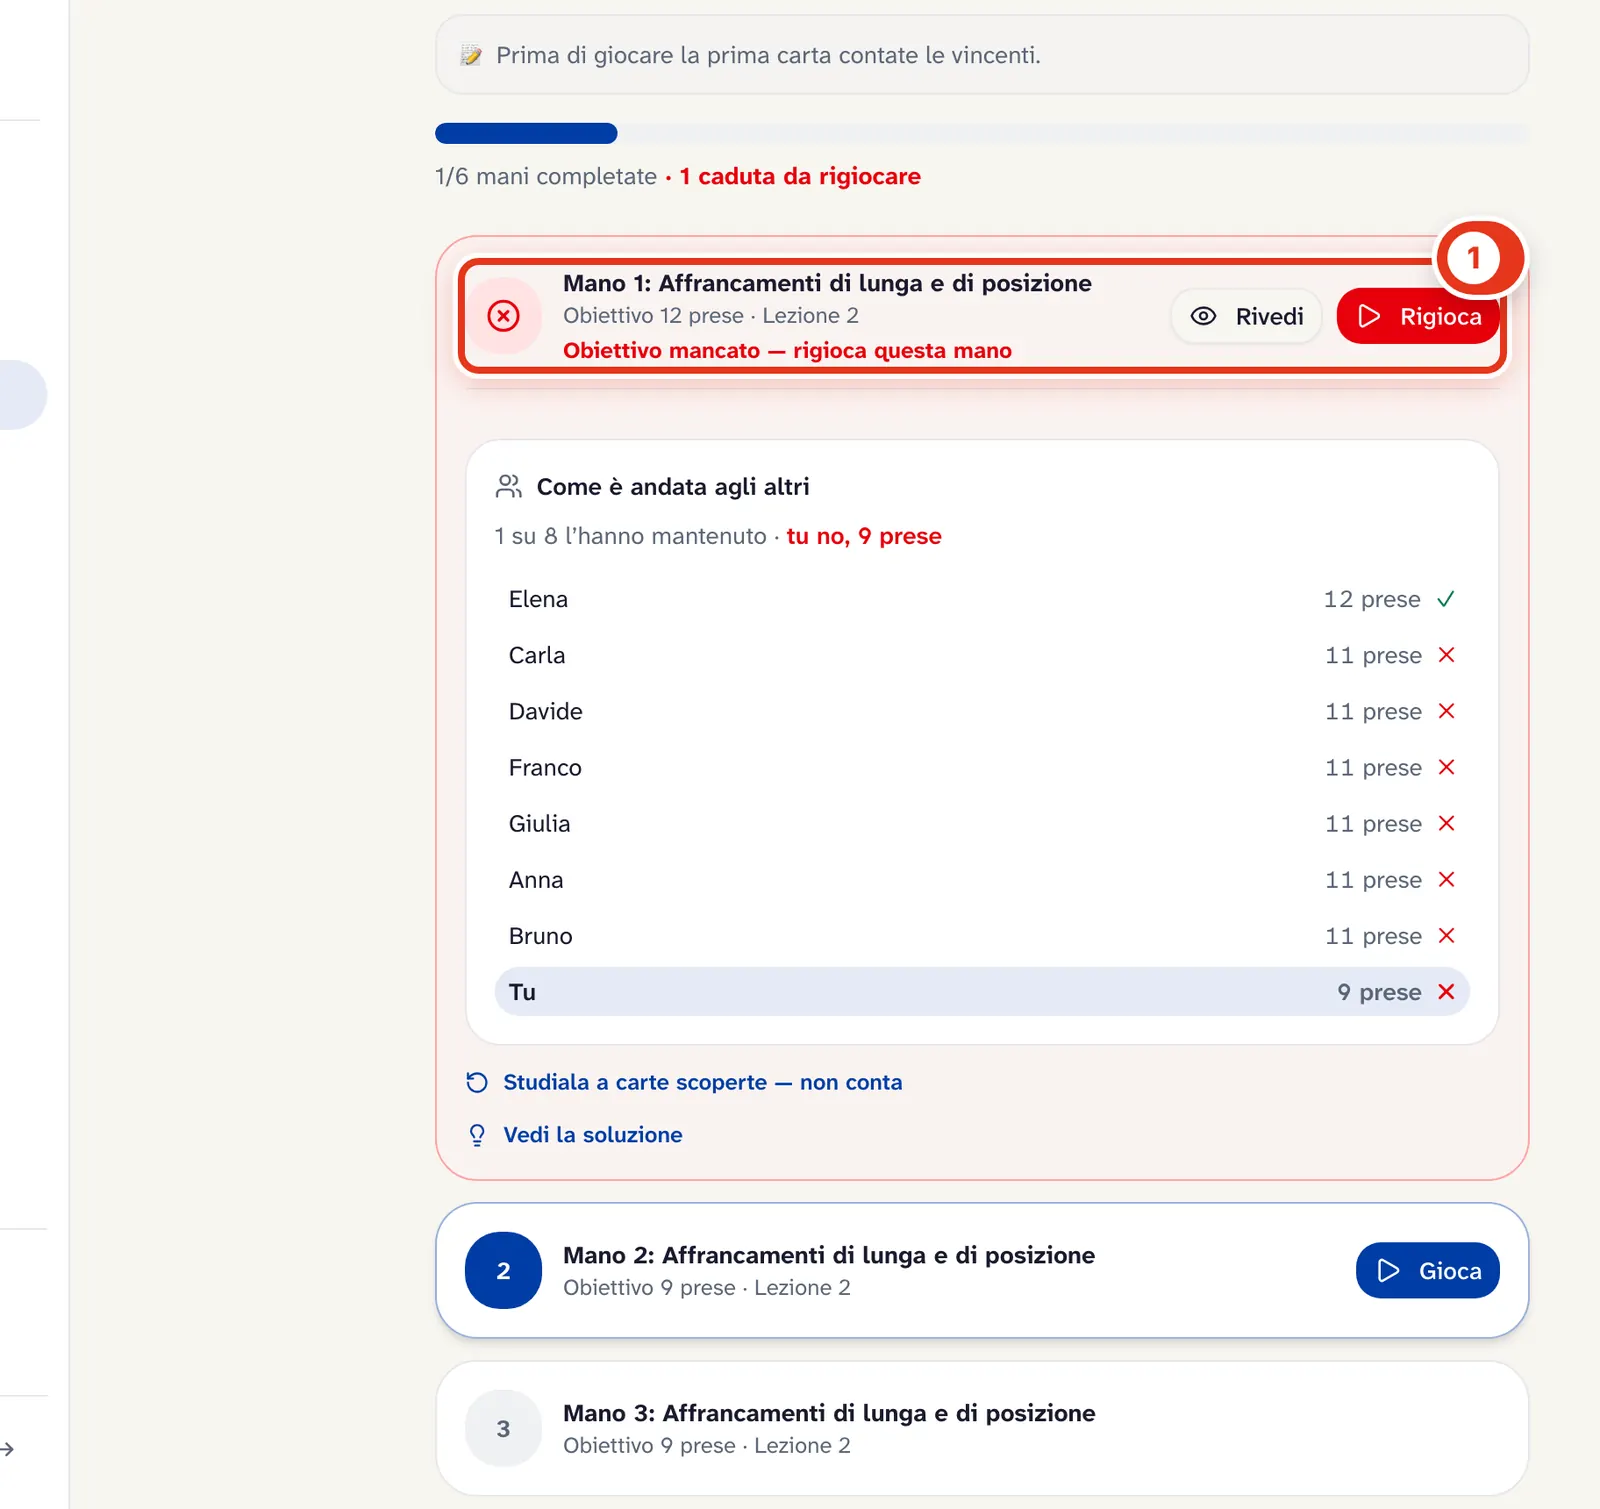 Prima di giocare la prima carta contate le vincenti.
1/6 mani completate · 1 caduta da rigiocare
1
Mano 1: Affrancamenti di lunga e di posizione
Obiettivo 12 prese · Lezione 2
Obiettivo mancato — rigioca questa mano
Rivedi
Rigioca
Come è andata agli altri
1 su 8 l’hanno mantenuto · tu no, 9 prese
Elena 12 prese
Carla 11 prese
Davide 11 prese
Franco 11 prese
Giulia 11 prese
Anna 11 prese
Bruno 11 prese
Tu 9 prese
Studiala a carte scoperte — non conta
Vedi la soluzione
2
Mano 2: Affrancamenti di lunga e di posizione
Obiettivo 9 prese · Lezione 2
Gioca
3
Mano 3: Affrancamenti di lunga e di posizione
Obiettivo 9 prese · Lezione 2